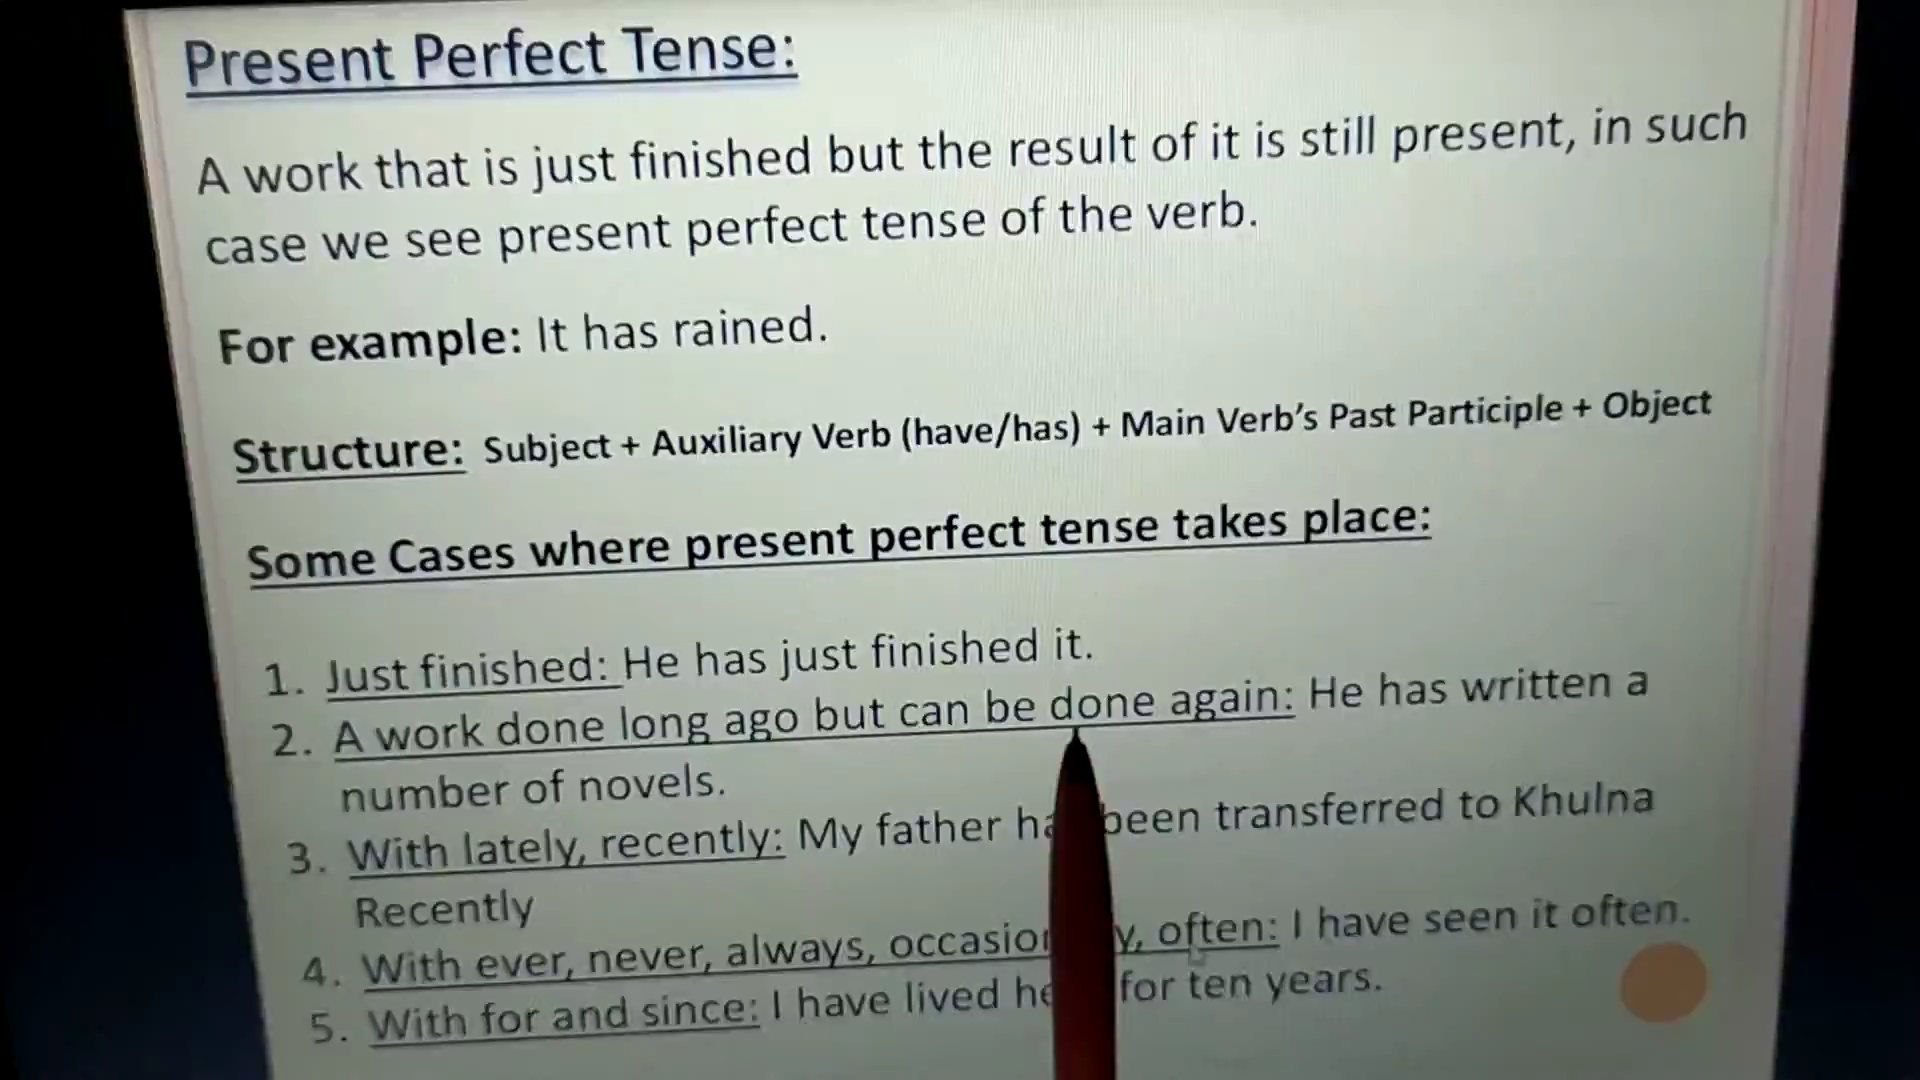 Present Perfect Tense:
A work that is just finished but the result of it is still present, in such
case we see present perfect tense of the verb.
For example: It has rained.
Structure: Subject + Auxiliary Verb (have/has) + Main Verb's Past Participle + Object
Some Cases where present perfect tense takes place:
1. Just finished: He has just finished it.
2. A work done long ago but can be done again: He has written a
number of novels.
3. With lately, recently: My father been transferred to Khulna
Recently
4. With ever, never, always, often: I have seen it often.
5. With for and since: I have lived for ten years.